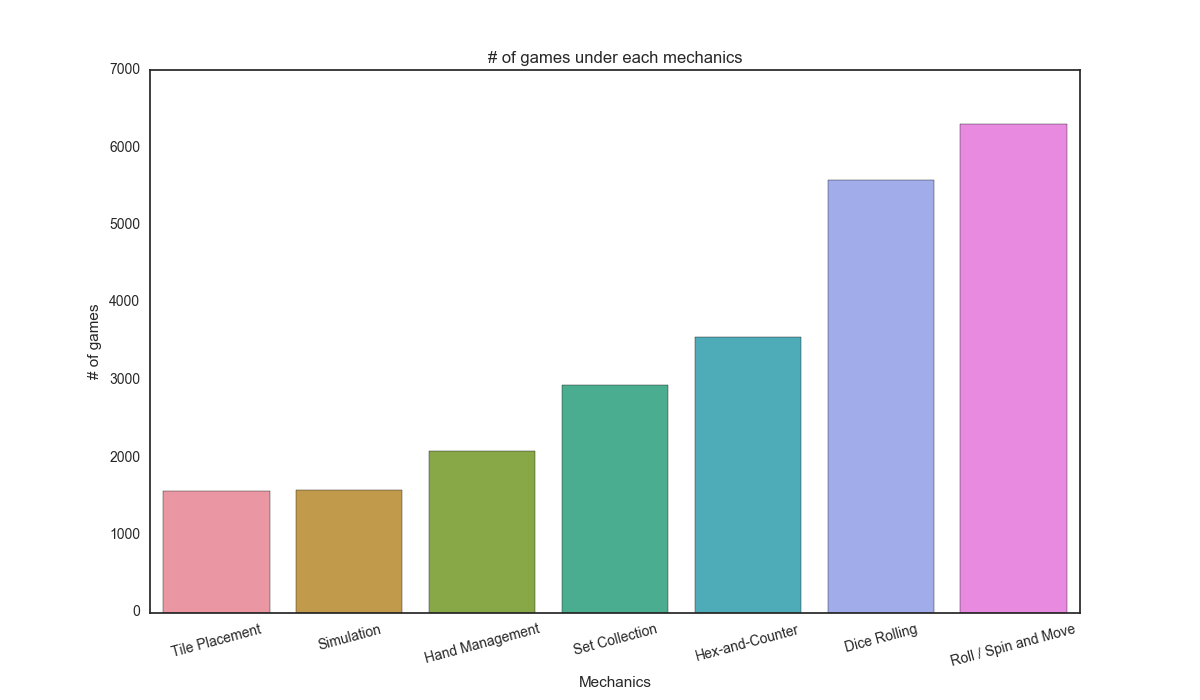 # of games under each mechanics
7000
6000
5000
4000
3000
2000
1000
0
# of games
Tile Placement
Simulation
Hand Management
Set Collection
Hex-and-Counter
Dice Rolling
Roll / Spin and Move
Mechanics